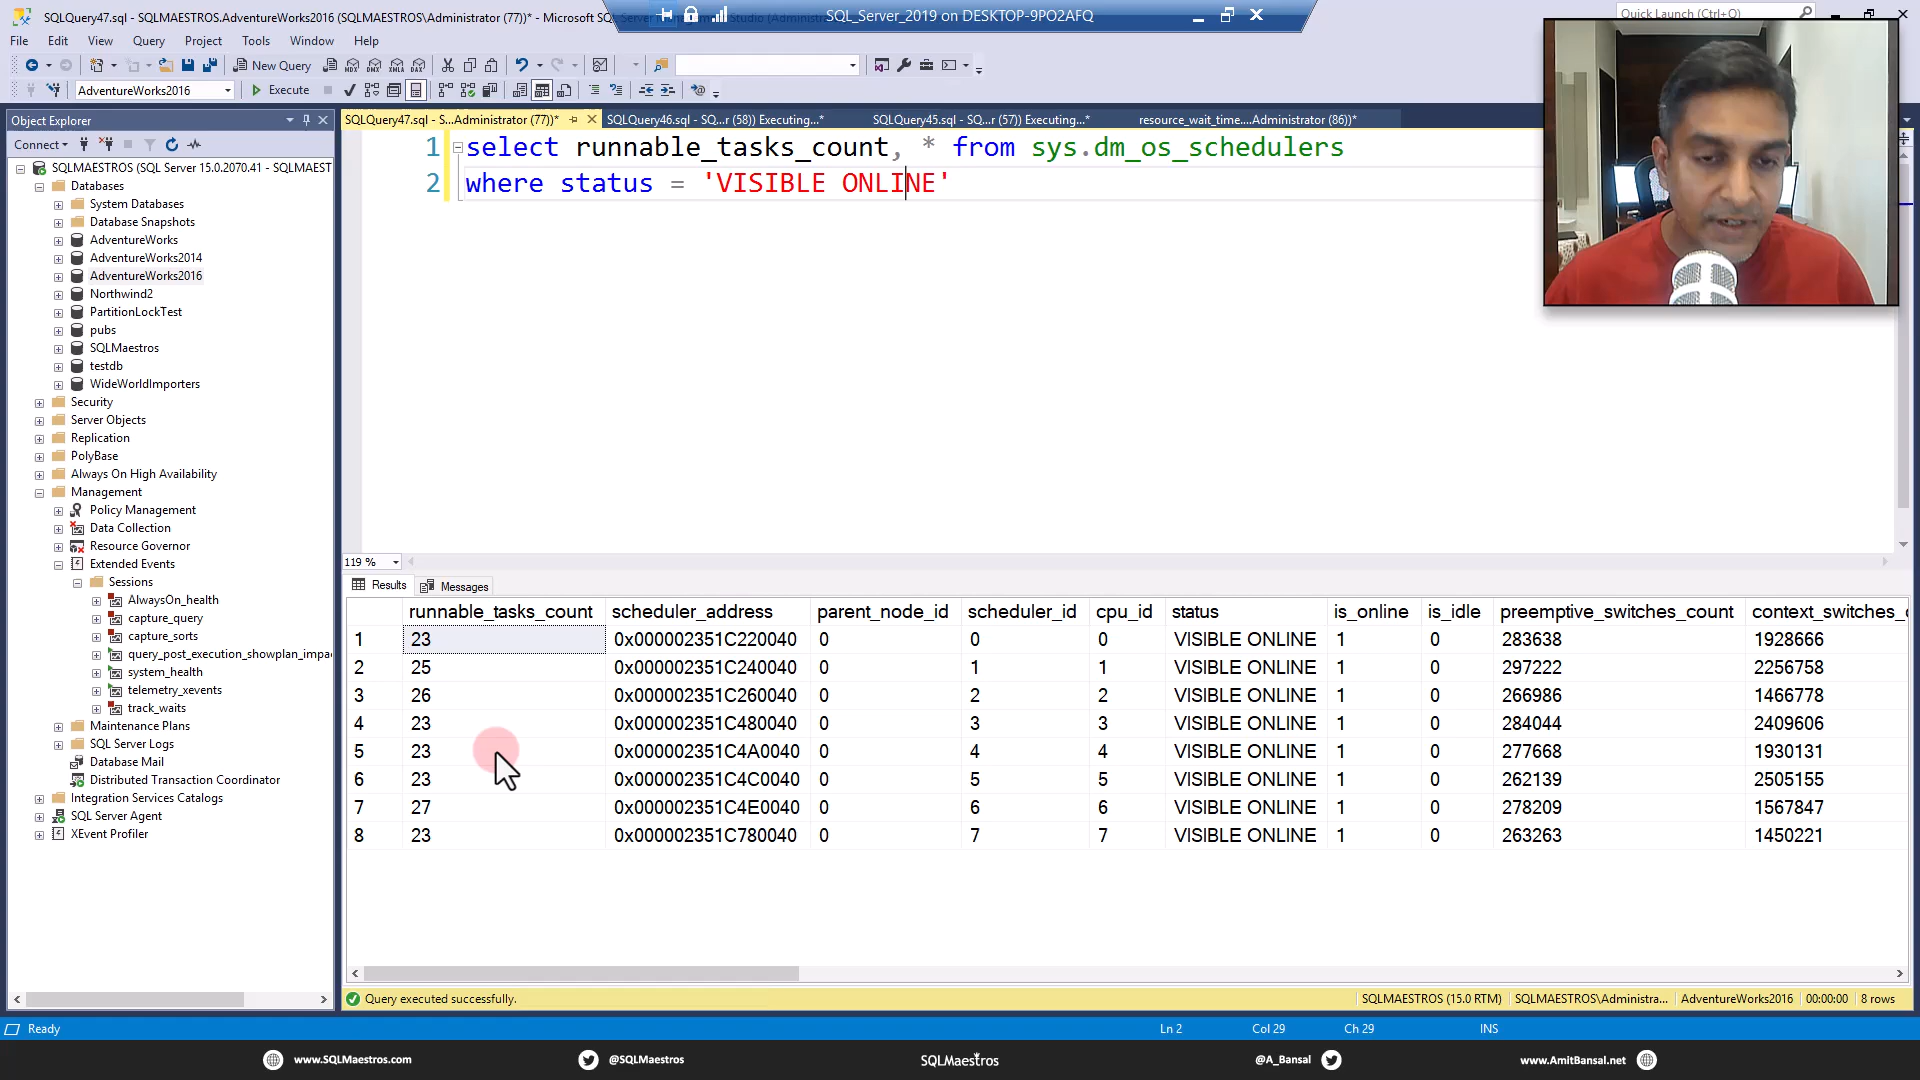 SQLQuery47.sql - SQLMAESTROS.AdventureWorks2016 (SQLMAESTROS\Administrator (77))* - Microsoft SQL
SQL_Server_2019 on DESKTOP-9PO2AFQ
Quick Launch (Ctrl+Q)
File Edit View Query Project Tools Window Help
New Query
AdventureWorks2016
Execute
Object Explorer
Connect
SQLMAESTROS (SQL Server 15.0.2070.41 - SQLMAEST
Databases
System Databases
Database Snapshots
AdventureWorks
AdventureWorks2014
AdventureWorks2016
Northwind2
PartitionLockTest
pubs
SQLMaestros
testdb
WideWorldImporters
Security
Server Objects
Replication
PolyBase
Always On High Availability
Management
Policy Management
Data Collection
Resource Governor
Extended Events
Sessions
AlwaysOn_health
capture_query
capture_sorts
query_post_execution_showplan_impa
system_health
telemetry_xevents
track_waits
Maintenance Plans
SQL Server Logs
Database Mail
Distributed Transaction Coordinator
Integration Services Catalogs
SQL Server Agent
XEvent Profiler
SQLQuery47.sql - S...Administrator (77))* SQLQuery46.sql - SQ...r (58)) Executing...* SQLQuery45.sql - SQ...r (57)) Executing...* resource_wait_time....Administrator (86))*
1 select runnable_tasks_count, * from sys.dm_os_schedulers
2 where status = 'VISIBLE ONLINE'
119 %
Results Messages
runnable_tasks_count scheduler_address parent_node_id scheduler_id cpu_id status is_online is_idle preemptive_switches_count context_switches_c
1 23 0x000002351C220040 0 0 0 VISIBLE ONLINE 1 0 283638 1928666
2 25 0x000002351C240040 0 1 1 VISIBLE ONLINE 1 0 297222 2256758
3 26 0x000002351C260040 0 2 2 VISIBLE ONLINE 1 0 266986 1466778
4 23 0x000002351C480040 0 3 3 VISIBLE ONLINE 1 0 284044 2409606
5 23 0x000002351C4A0040 0 4 4 VISIBLE ONLINE 1 0 277668 1930131
6 23 0x000002351C4C0040 0 5 5 VISIBLE ONLINE 1 0 262139 2505155
7 27 0x000002351C4E0040 0 6 6 VISIBLE ONLINE 1 0 278209 1567847
8 23 0x000002351C780040 0 7 7 VISIBLE ONLINE 1 0 263263 1450221
Query executed successfully. SQLMAESTROS (15.0 RTM) SQLMAESTROS\Administra... AdventureWorks2016 00:00:00 8 rows
Ready Ln 2 Col 29 Ch 29 INS
www.SQLMaestros.com @SQLMaestros SQLMaestros @A_Bansal www.AmitBansal.net